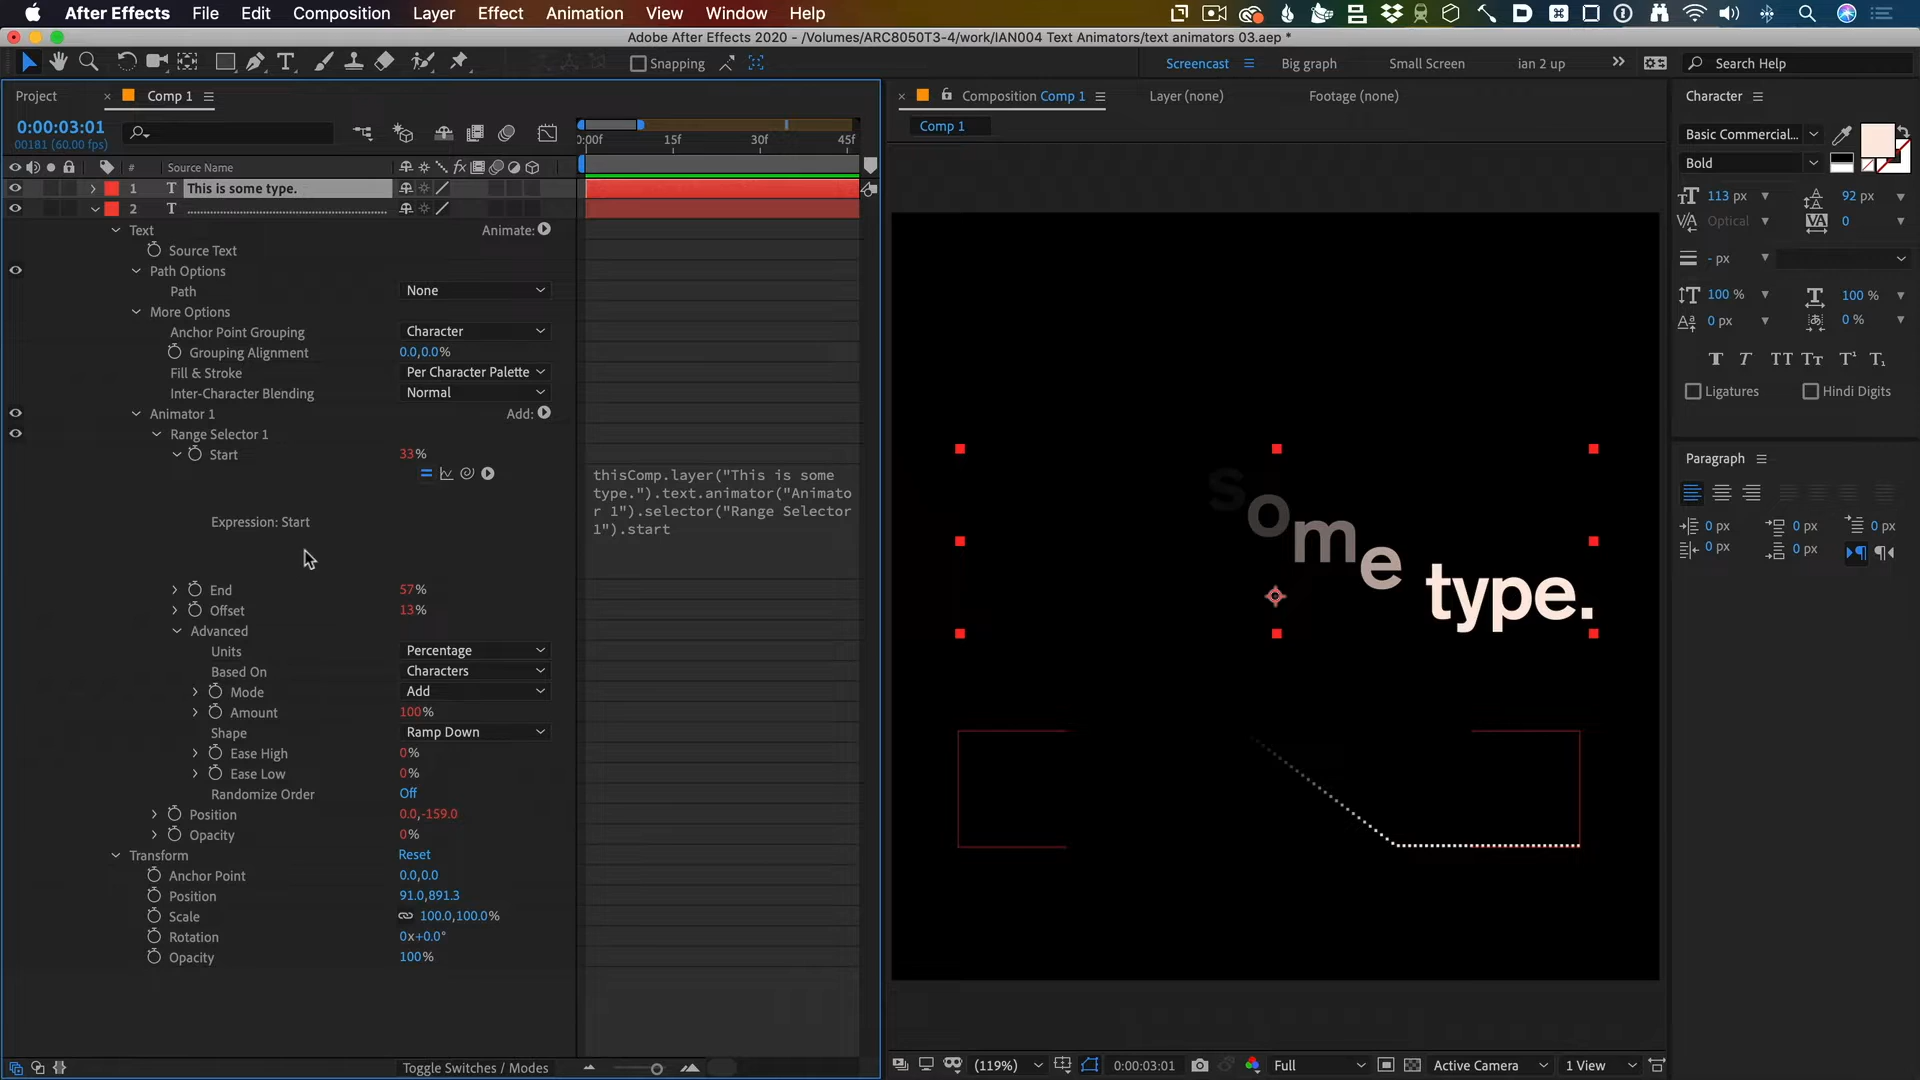 After Effects File Edit Composition Layer Effect Animation View Window Help
Adobe After Effects 2020 - /Volumes/ARC8050T3-4/work/IAN004 Text Animators/text animators 03.aep *
Snapping
Screencast Big graph Small Screen ian 2 up Search Help
Project Comp 1
0:00:03:01
00181 (60.00 fps)
0:00f 15f 30f 45f
# Source Name
1 T This is some type.
2 T ................................................................
Text Animate:
Source Text
Path Options
Path None
More Options
Anchor Point Grouping Character
Grouping Alignment 0.0,0.0%
Fill & Stroke Per Character Palette
Inter-Character Blending Normal
Animator 1 Add:
Range Selector 1
Start 33%
Expression: Start
thisComp.layer("This is some
type.").text.animator("Animato
r 1").selector("Range Selector
1").start
End 57%
Offset 13%
Advanced
Units Percentage
Based On Characters
Mode Add
Amount 100%
Shape Ramp Down
Ease High 0%
Ease Low 0%
Randomize Order Off
Position 0.0,-159.0
Opacity 0%
Transform Reset
Anchor Point 0.0,0.0
Position 91.0,891.3
Scale 100.0,100.0%
Rotation 0x+0.0°
Opacity 100%
Toggle Switches / Modes
Composition Comp 1 Layer (none) Footage (none)
Comp 1
some type.
(119%) 0:00:03:01 Full Active Camera 1 View
Character
Basic Commercial...
Bold
113 px 92 px
Optical 0
- px
100 % 100 %
0 px 0 %
T T TT Tт T¹ T₁
Ligatures Hindi Digits
Paragraph
0 px 0 px 0 px
0 px 0 px